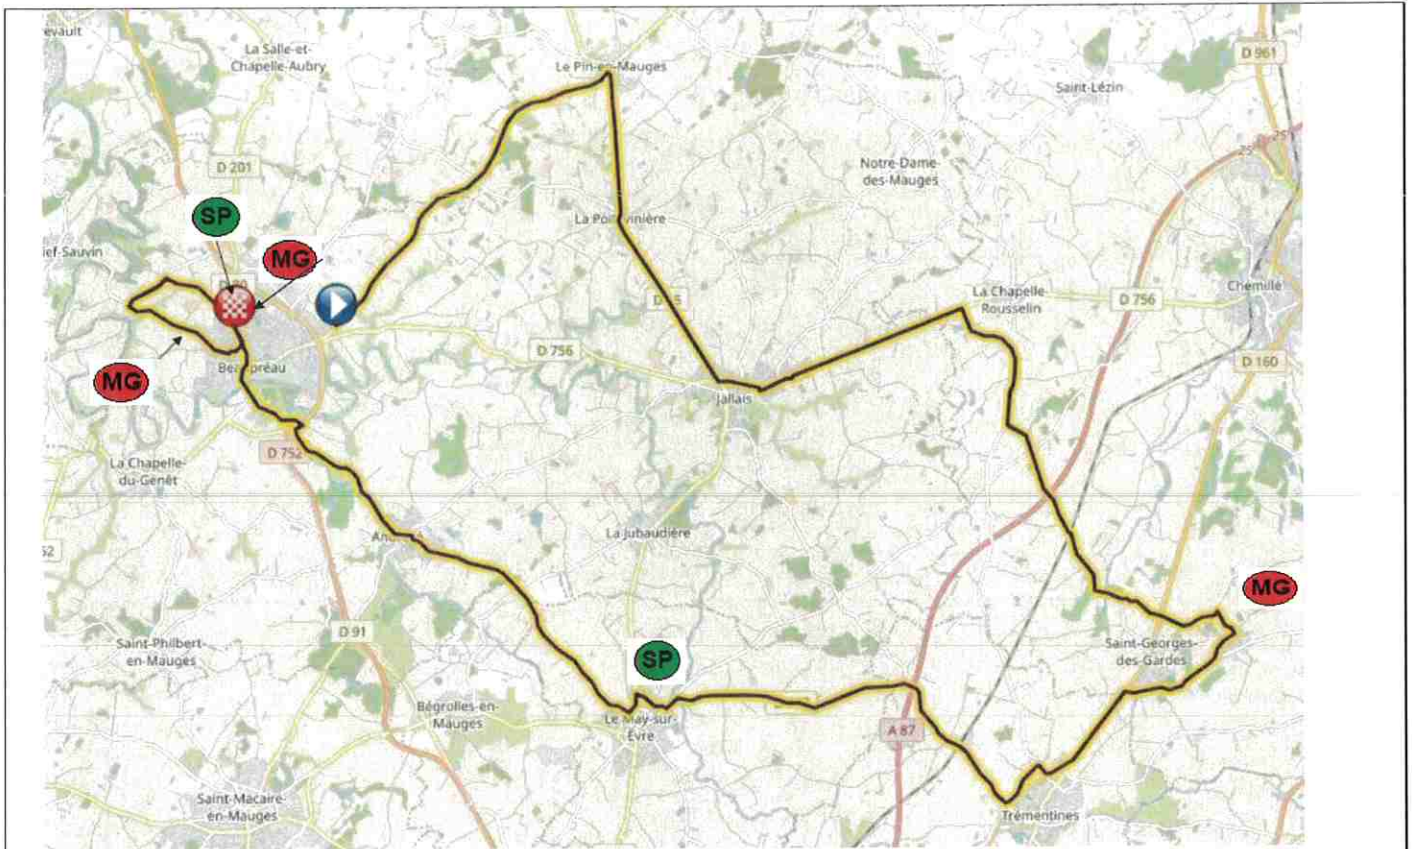 evault
La Salle-et-
Chapelle-Aubry
Le Pin-en-Mauges
D 961
Saint-Lézin
D 201
Notre-Dame-
des-Mauges
SP
MG
ief-Sauvin
Chemillé
La Chapelle
Rousselin
D 756
D 756
D 160
MG
Jallais
D 752
La Chapelle-
du-Genêt
La Jubaudière
52
MG
D 91
Saint-Philbert-
en-Mauges
Saint-Georges-
des-Gardes
SP
Bégrolles-en-
Mauges
Le May-sur-
Èvre
A 87
Saint-Macaire-
en-Mauges
Trémentines